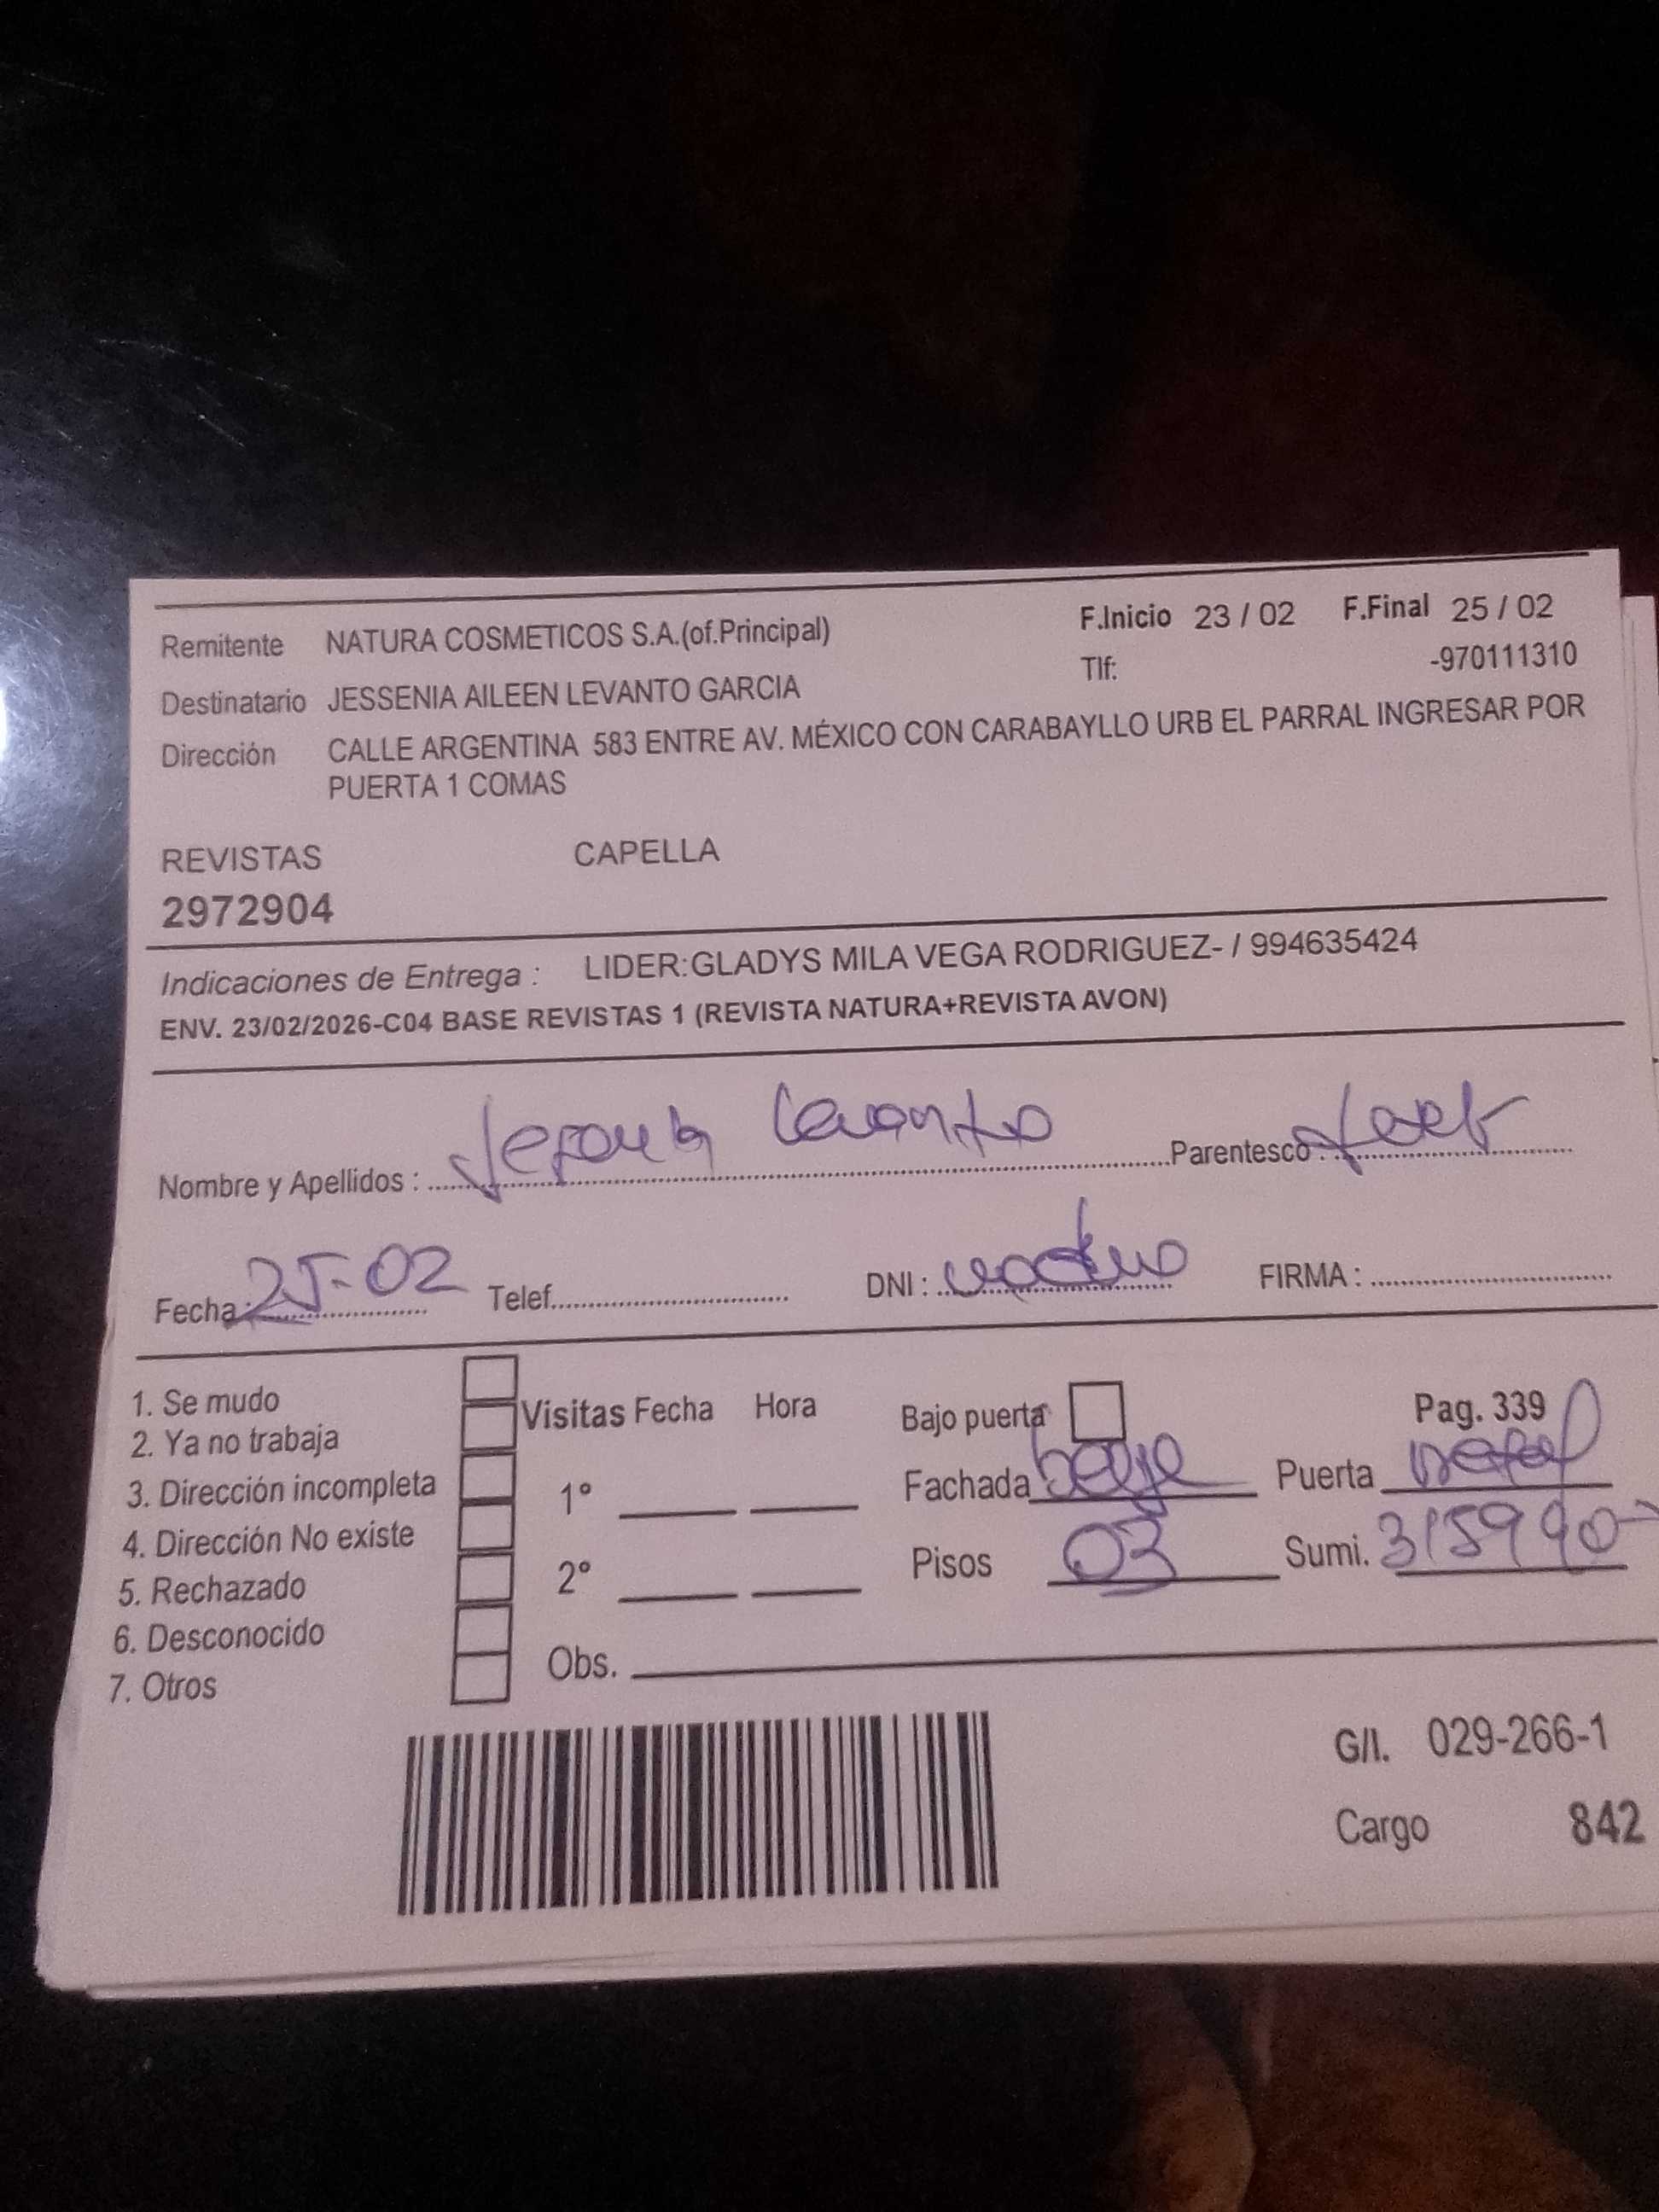 Remitente NATURA COSMETICOS S.A.(of.Principal) F.Inicio 23 / 02 F.Final 25 / 02
Tlf: -970111310
Destinatario JESSENIA AILEEN LEVANTO GARCIA
Dirección CALLE ARGENTINA 583 ENTRE AV. MÉXICO CON CARABAYLLO URB EL PARRAL INGRESAR POR
PUERTA 1 COMAS
REVISTAS CAPELLA
2972904
Indicaciones de Entrega : LIDER:GLADYS MILA VEGA RODRIGUEZ- / 994635424
ENV. 23/02/2026-C04 BASE REVISTAS 1 (REVISTA NATURA+REVISTA AVON)
Nombre y Apellidos : Levanto Parentesco :
Fecha : 25-02 Telef. DNI : FIRMA :
1. Se mudo
2. Ya no trabaja
3. Dirección incompleta
4. Dirección No existe
5. Rechazado
6. Desconocido
7. Otros
Visitas Fecha Hora
1°
2°
Obs.
Bajo puerta Pag. 339
Fachada beige Puerta metal
Pisos 03 Sumi. 315990
G/I. 029-266-1
Cargo 842